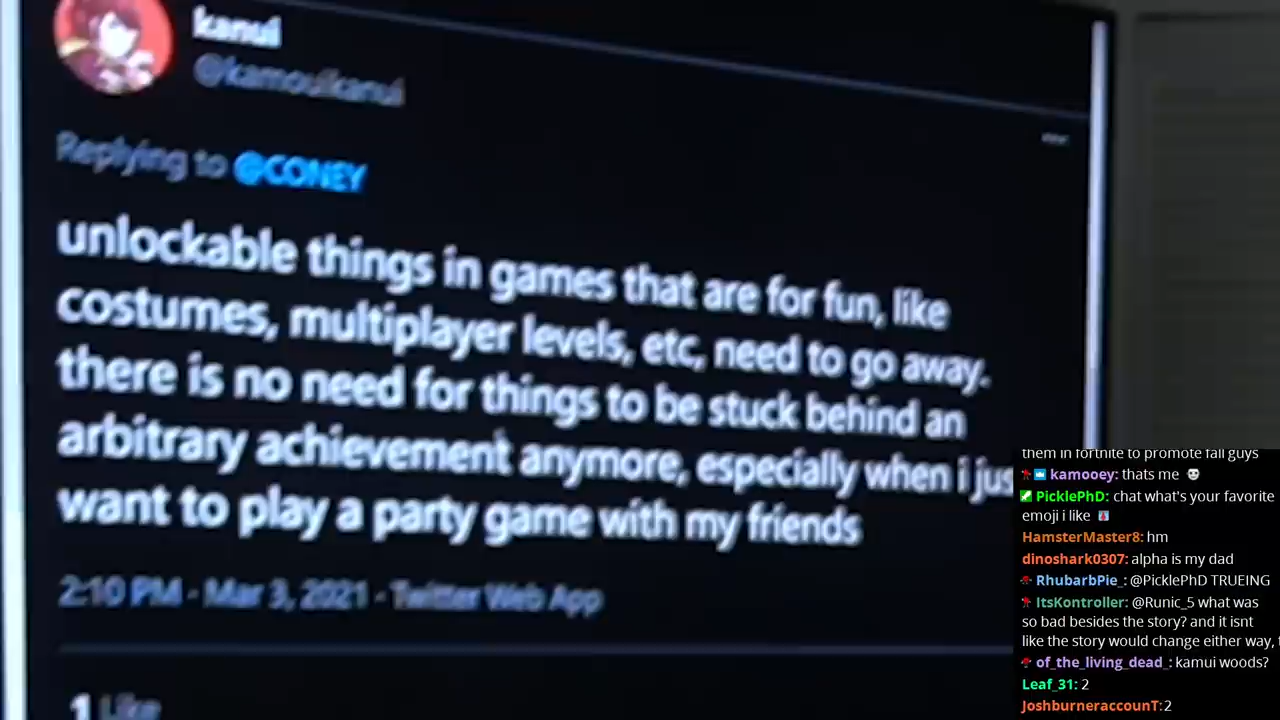 kanui
@kamouikanui
Replying to @CONEY
unlockable things in games that are for fun, like
costumes, multiplayer levels, etc, need to go away.
there is no need for things to be stuck behind an
arbitrary achievement anymore, especially when i jus
want to play a party game with my friends
2:10 PM · Mar 3, 2021 · Twitter Web App
1 Like
them in fortnite to promote fall guys
kamooey: thats me
PicklePhD: chat what's your favorite
emoji i like
HamsterMaster8: hm
dinoshark0307: alpha is my dad
RhubarbPie_: @PicklePhD TRUEING
ItsKontroller: @Runic_5 what was
so bad besides the story? and it isnt
like the story would change either way,
of_the_living_dead_: kamui woods?
Leaf_31: 2
JoshburneraccounT: 2